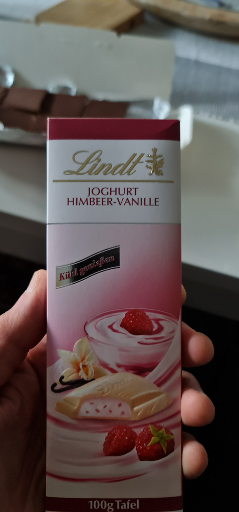 Lindt
JOGHURT
HIMBEER-VANILLE
Kühl genießen
100g Tafel